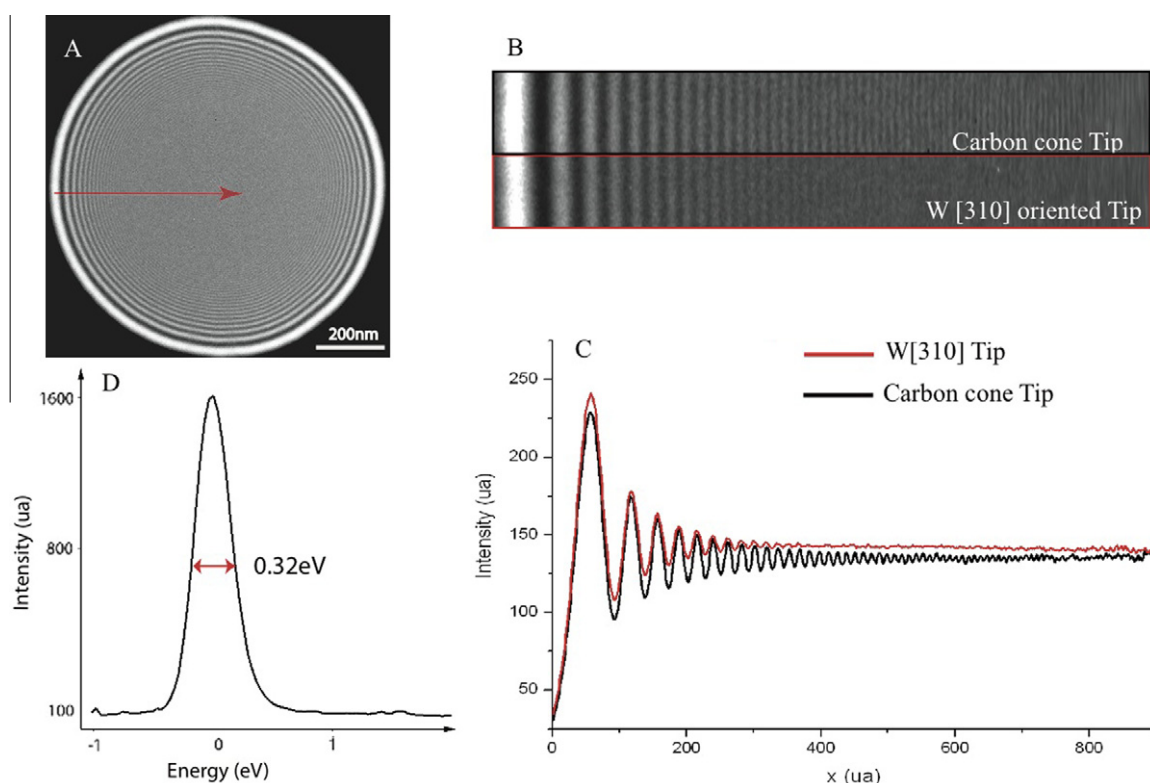 A
200nm
B
Carbon cone Tip
W [310] oriented Tip
C
W[310] Tip
Carbon cone Tip
250
200
150
100
50
Intensity (ua)
0
200
400
600
800
x (ua)
D
1600
800
100
Intensity (ua)
0.32eV
-1
0
1
Energy (eV)